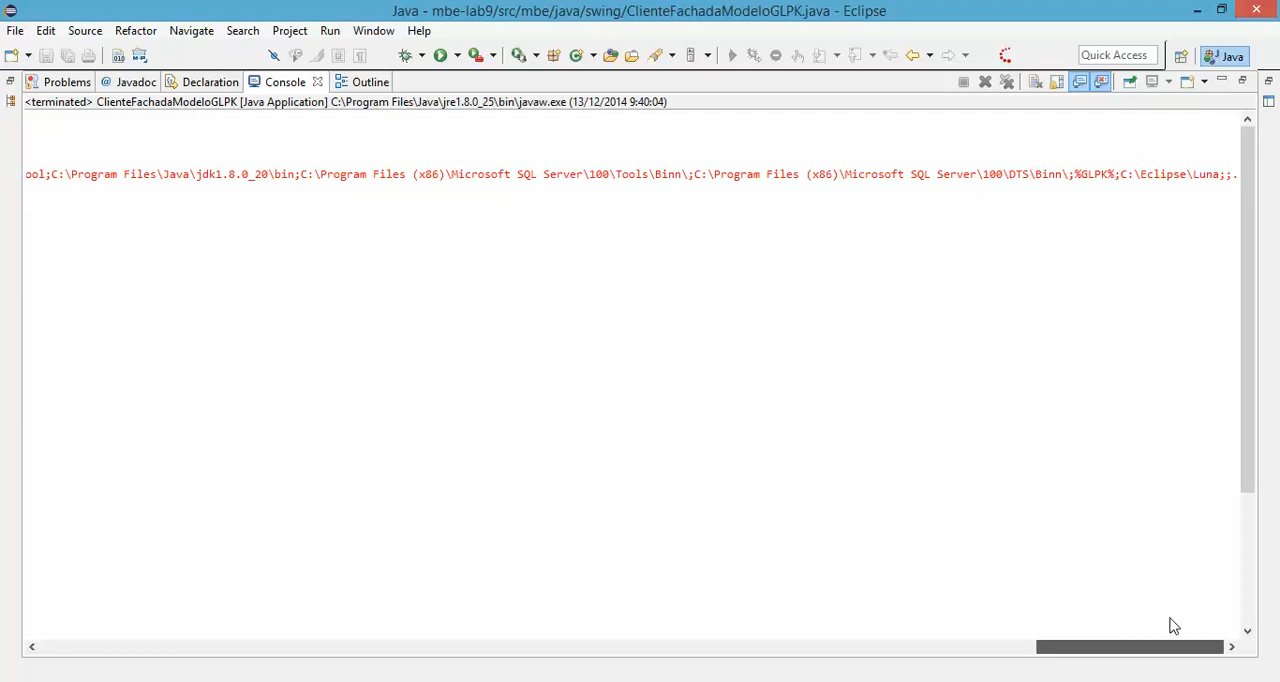 Java - mbe-lab9/src/mbe/java/swing/ClienteFachadaModeloGLPK.java - Eclipse
File Edit Source Refactor Navigate Search Project Run Window Help
Quick Access Java
Problems @ Javadoc Declaration Console Outline
<terminated> ClienteFachadaModeloGLPK [Java Application] C:\Program Files\Java\jre1.8.0_25\bin\javaw.exe (13/12/2014 9:40:04)
ool;C:\Program Files\Java\jdk1.8.0_20\bin;C:\Program Files (x86)\Microsoft SQL Server\100\Tools\Binn\;C:\Program Files (x86)\Microsoft SQL Server\100\DTS\Binn\;%GLPK%;C:\Eclipse\Luna;;.